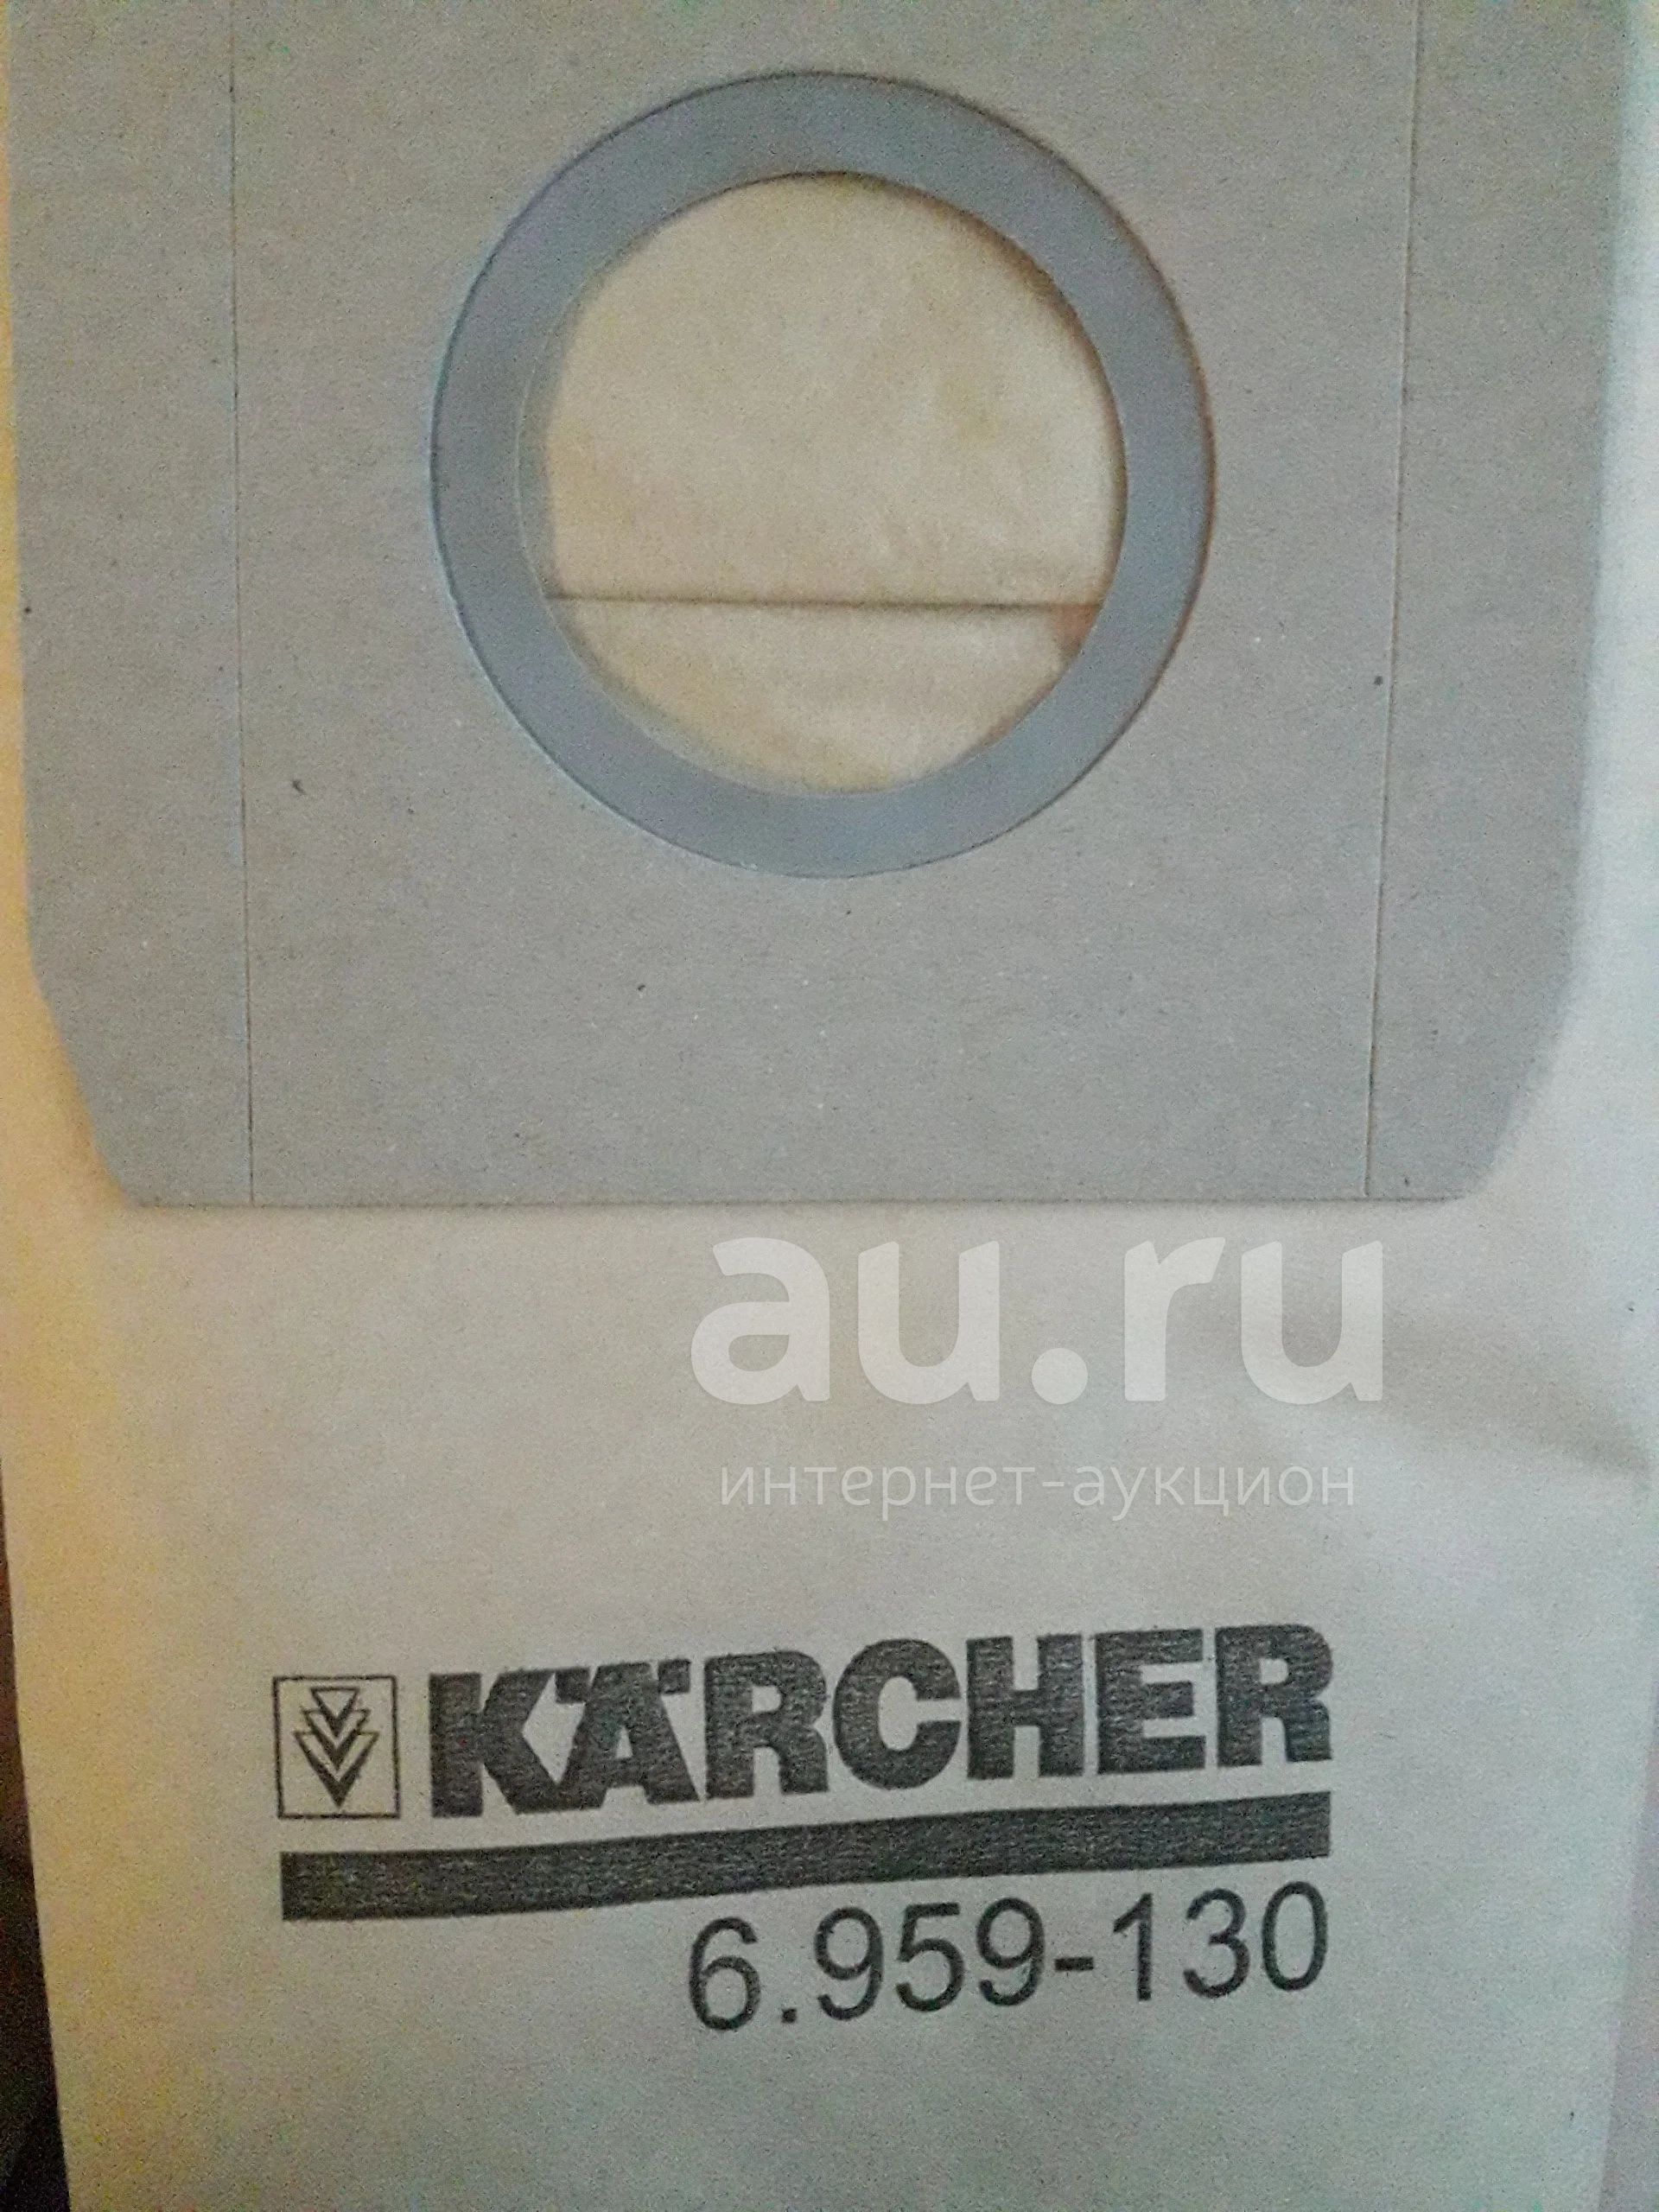 au.ru
интернет-аукцион
KÄRCHER
6.959-130